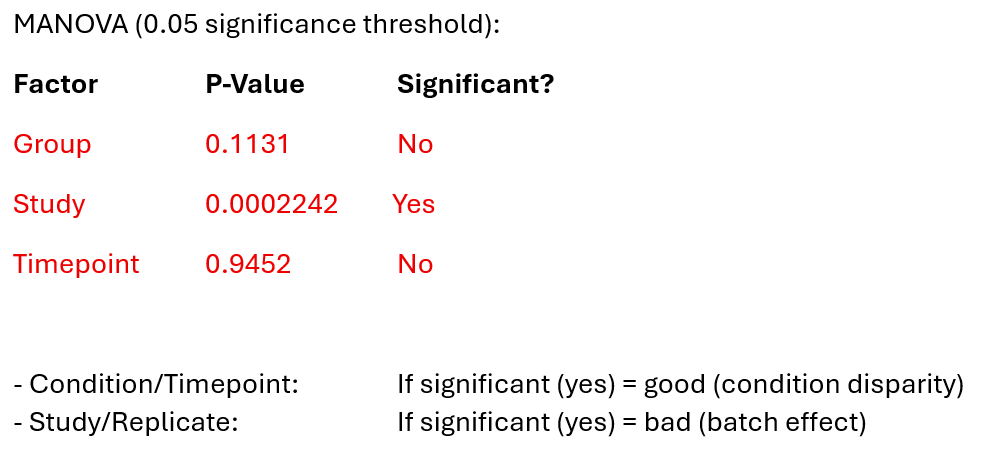 MANOVA (0.05 significance threshold):
Factor P-Value Significant?
Group 0.1131 No
Study 0.0002242 Yes
Timepoint 0.9452 No
- Condition/Timepoint: If significant (yes) = good (condition disparity)
- Study/Replicate: If significant (yes) = bad (batch effect)